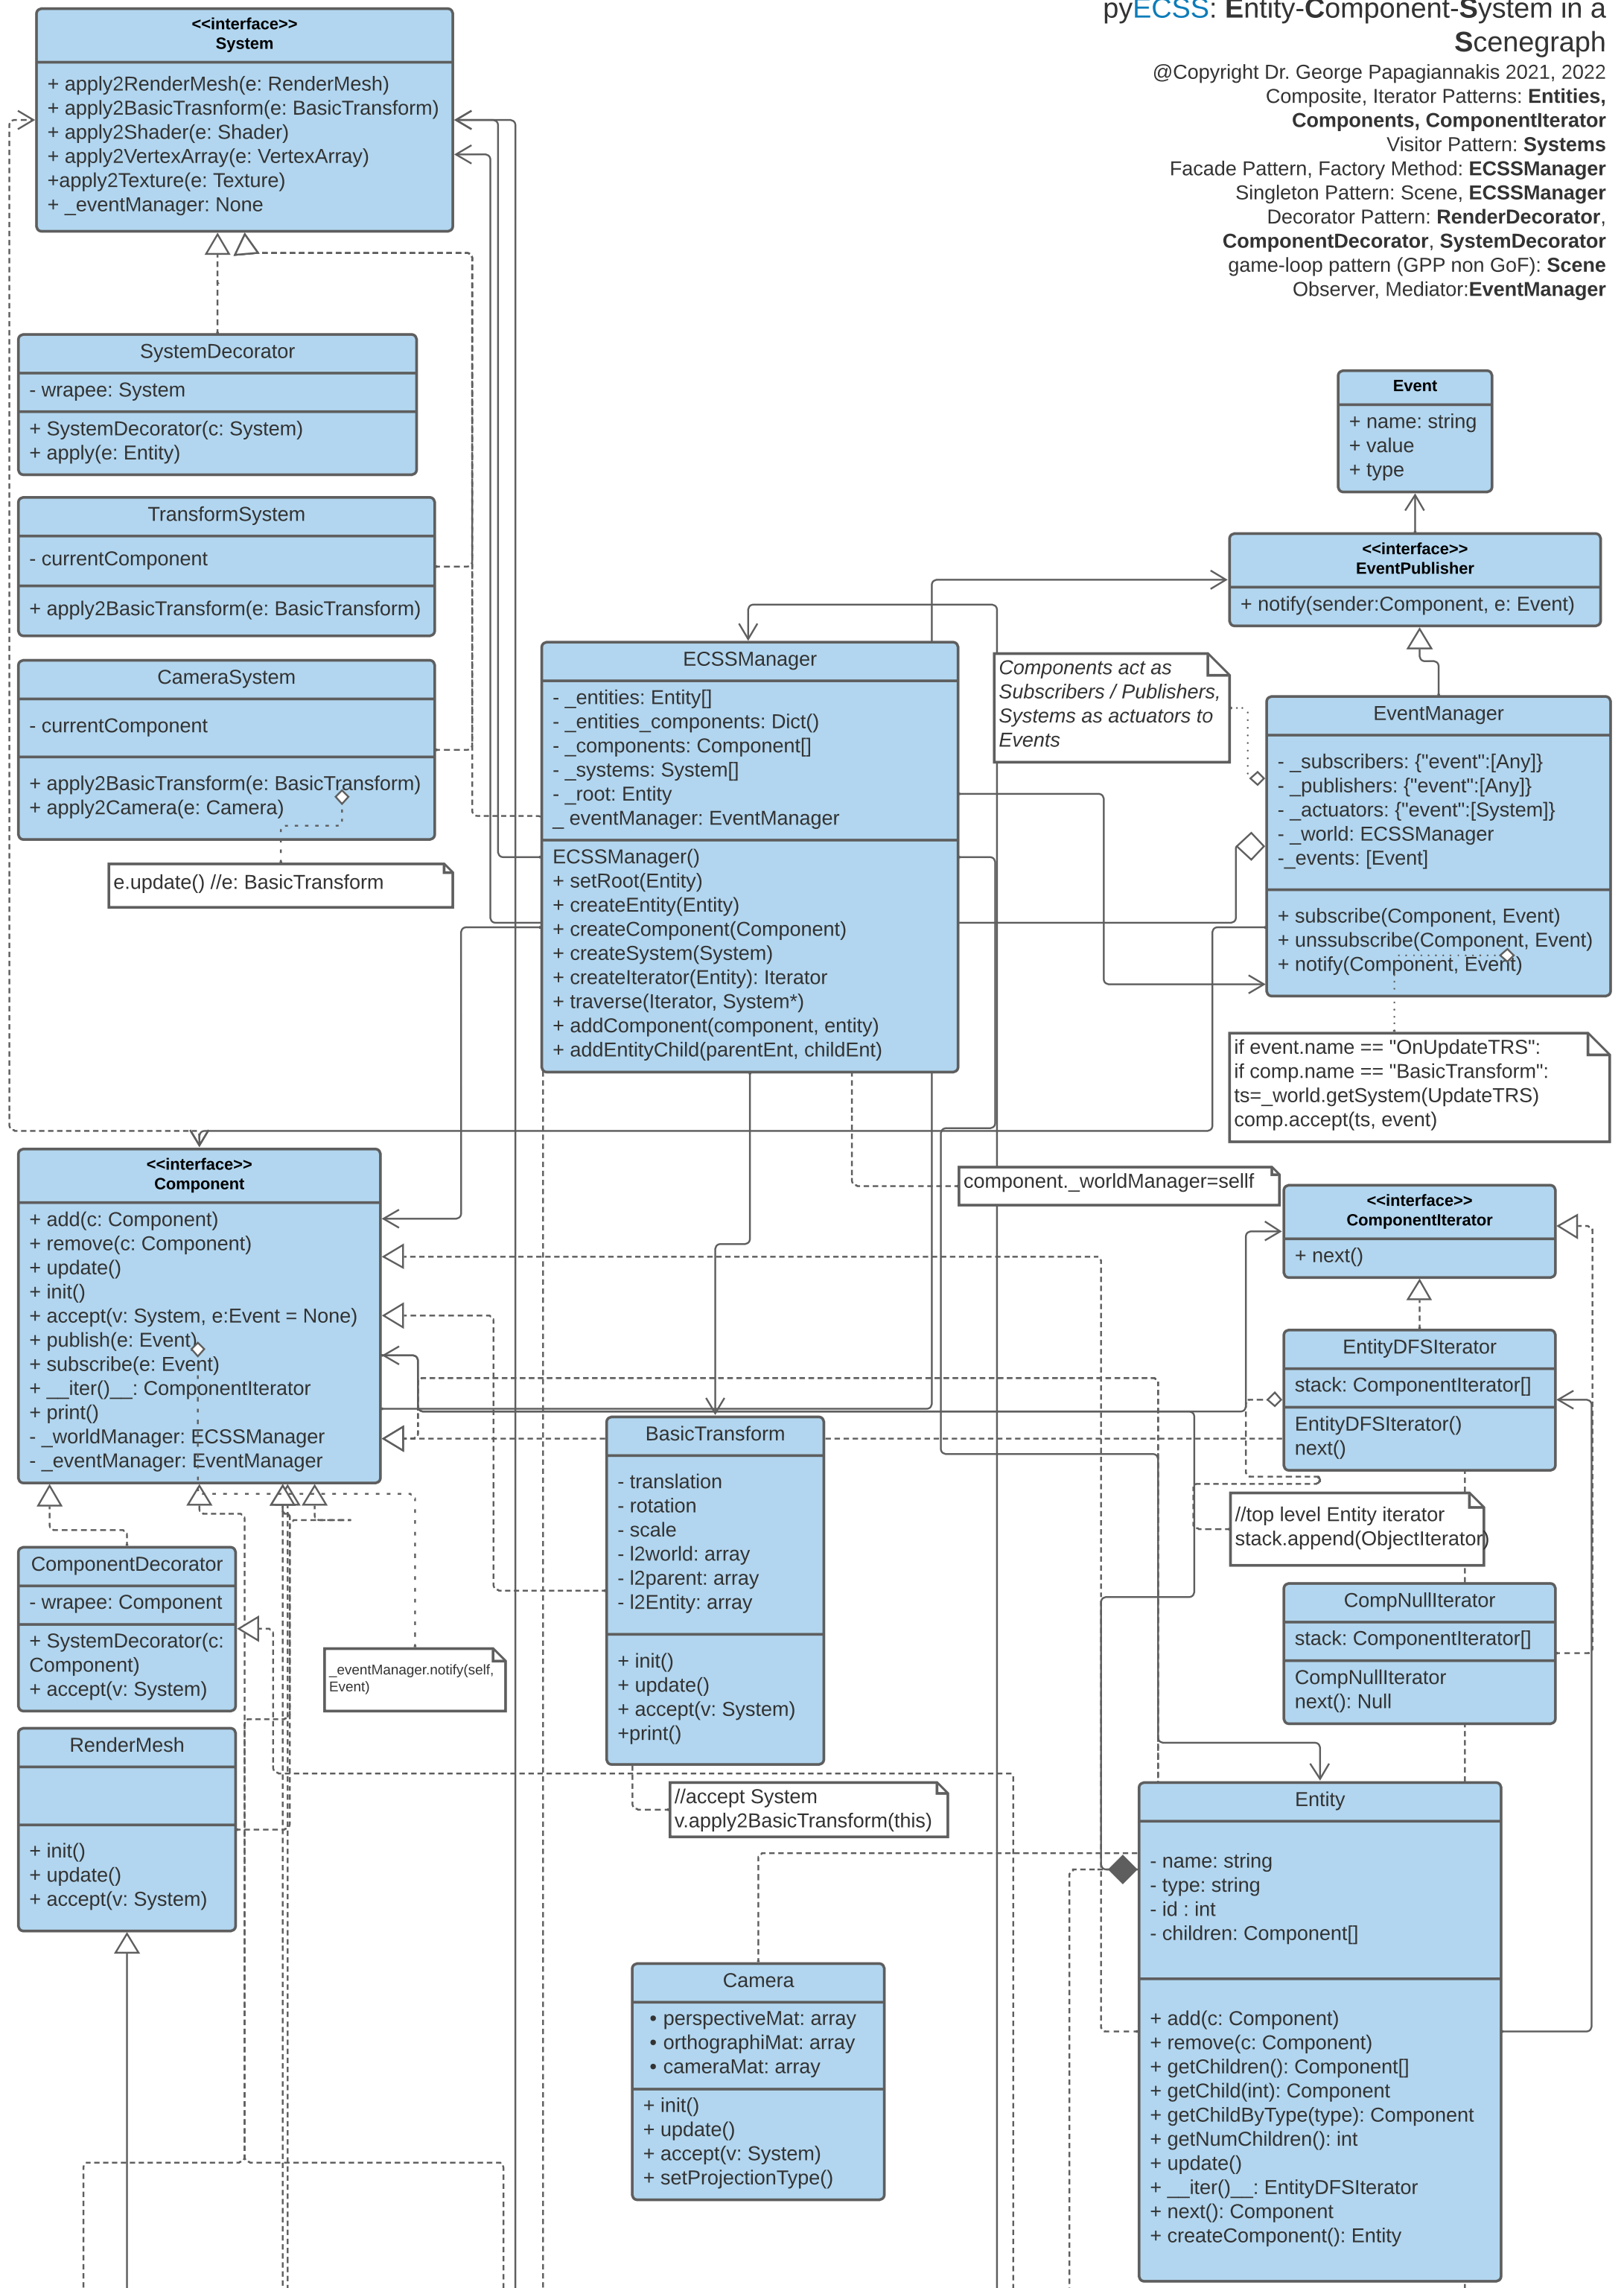 pyECSS: Entity-Component-System in a
Scenegraph
@Copyright Dr. George Papagiannakis 2021, 2022
Composite, Iterator Patterns: Entities,
Components, ComponentIterator
Visitor Pattern: Systems
Facade Pattern, Factory Method: ECSSManager
Singleton Pattern: Scene, ECSSManager
Decorator Pattern: RenderDecorator,
ComponentDecorator, SystemDecorator
game-loop pattern (GPP non GoF): Scene
Observer, Mediator:EventManager
<<interface>>
System
+ apply2RenderMesh(e: RenderMesh)
+ apply2BasicTrasnform(e: BasicTransform)
+ apply2Shader(e: Shader)
+ apply2VertexArray(e: VertexArray)
+apply2Texture(e: Texture)
+ _eventManager: None
SystemDecorator
- wrapee: System
+ SystemDecorator(c: System)
+ apply(e: Entity)
TransformSystem
- currentComponent
+ apply2BasicTransform(e: BasicTransform)
CameraSystem
- currentComponent
+ apply2BasicTransform(e: BasicTransform)
+ apply2Camera(e: Camera)
e.update() //e: BasicTransform
Event
+ name: string
+ value
+ type
<<interface>>
EventPublisher
+ notify(sender:Component, e: Event)
ECSSManager
- _entities: Entity[]
- _entities_components: Dict()
- _components: Component[]
- _systems: System[]
- _root: Entity
_ eventManager: EventManager
ECSSManager()
+ setRoot(Entity)
+ createEntity(Entity)
+ createComponent(Component)
+ createSystem(System)
+ createIterator(Entity): Iterator
+ traverse(Iterator, System*)
+ addComponent(component, entity)
+ addEntityChild(parentEnt, childEnt)
Components act as
Subscribers / Publishers,
Systems as actuators to
Events
EventManager
- _subscribers: {"event":[Any]}
- _publishers: {"event":[Any]}
- _actuators: {"event":[System]}
- _world: ECSSManager
-_events: [Event]
+ subscribe(Component, Event)
+ unssubscribe(Component, Event)
+ notify(Component, Event)
if event.name == "OnUpdateTRS":
if comp.name == "BasicTransform":
ts=_world.getSystem(UpdateTRS)
comp.accept(ts, event)
component._worldManager=sellf
<<interface>>
Component
+ add(c: Component)
+ remove(c: Component)
+ update()
+ init()
+ accept(v: System, e:Event = None)
+ publish(e: Event)
+ subscribe(e: Event)
+ __iter()__: ComponentIterator
+ print()
- _worldManager: ECSSManager
- _eventManager: EventManager
<<interface>>
ComponentIterator
+ next()
EntityDFSIterator
stack: ComponentIterator[]
EntityDFSIterator()
next()
//top level Entity iterator
stack.append(ObjectIterator)
CompNullIterator
stack: ComponentIterator[]
CompNullIterator
next(): Null
BasicTransform
- translation
- rotation
- scale
- l2world: array
- l2parent: array
- l2Entity: array
+ init()
+ update()
+ accept(v: System)
+print()
//accept System
v.apply2BasicTransform(this)
ComponentDecorator
- wrapee: Component
+ SystemDecorator(c:
Component)
+ accept(v: System)
_eventManager.notify(self,
Event)
RenderMesh
+ init()
+ update()
+ accept(v: System)
Camera
• perspectiveMat: array
• orthographiMat: array
• cameraMat: array
+ init()
+ update()
+ accept(v: System)
+ setProjectionType()
Entity
- name: string
- type: string
- id : int
- children: Component[]
+ add(c: Component)
+ remove(c: Component)
+ getChildren(): Component[]
+ getChild(int): Component
+ getChildByType(type): Component
+ getNumChildren(): int
+ update()
+ __iter()__: EntityDFSIterator
+ next(): Component
+ createComponent(): Entity